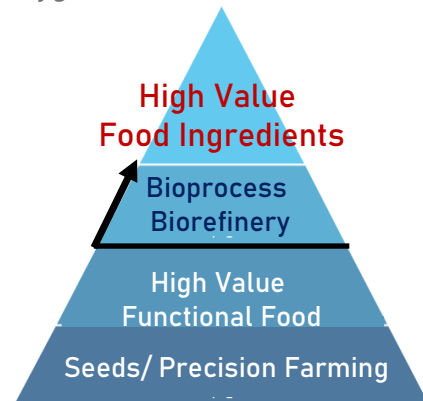 High Value
Food Ingredients
Bioprocess
Biorefinery
High Value
Functional Food
Seeds/ Precision Farming